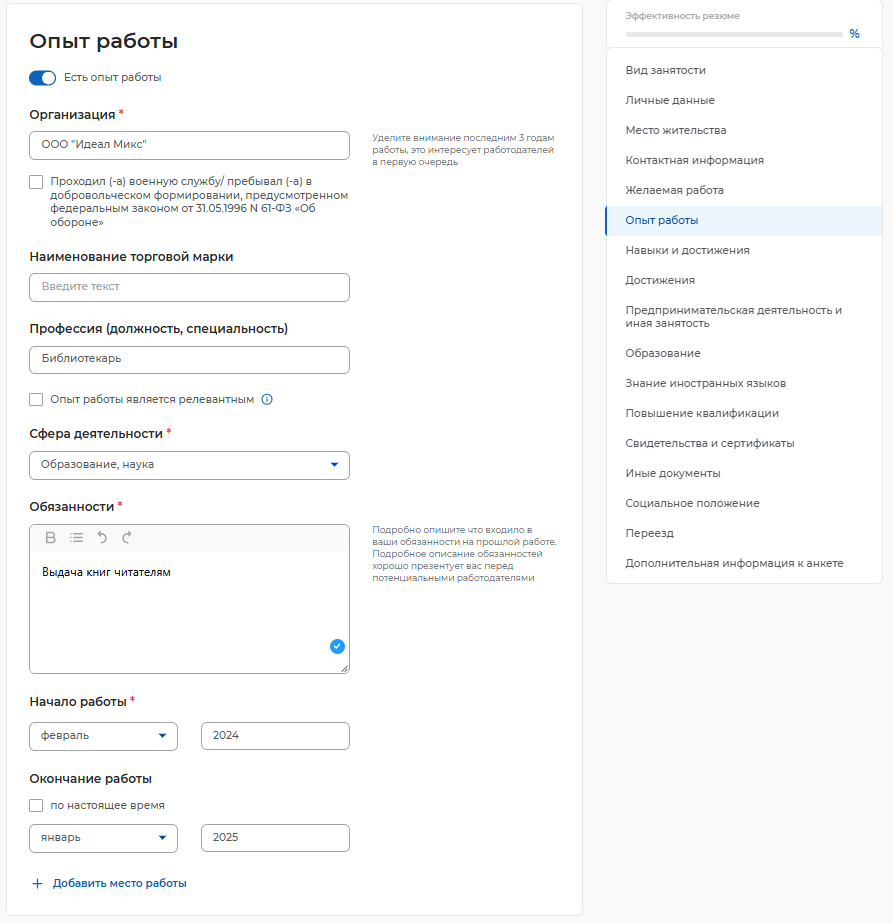 Опыт работы
Есть опыт работы
Организация *
ООО "Идеал Микс"
Уделите внимание последним 3 годам
работы, это интересует работодателей
в первую очередь
Проходил (-а) военную службу/ пребывал (-а) в
добровольческом формировании, предусмотренном
федеральным законом от 31.05.1996 N 61-ФЗ «Об
обороне»
Наименование торговой марки
Введите текст
Профессия (должность, специальность)
Библиотекарь
Опыт работы является релевантным
Сфера деятельности *
Образование, наука
Обязанности *
B
Выдача книг читателям
Подробно опишите что входило в
ваши обязанности на прошлой работе.
Подробное описание обязанностей
хорошо презентует вас перед
потенциальными работодателями
Начало работы *
февраль
2024
Окончание работы
по настоящее время
январь
2025
+ Добавить место работы
Эффективность резюме
%
Вид занятости
Личные данные
Место жительства
Контактная информация
Желаемая работа
Опыт работы
Навыки и достижения
Достижения
Предпринимательская деятельность и
иная занятость
Образование
Знание иностранных языков
Повышение квалификации
Свидетельства и сертификаты
Иные документы
Социальное положение
Переезд
Дополнительная информация к анкете